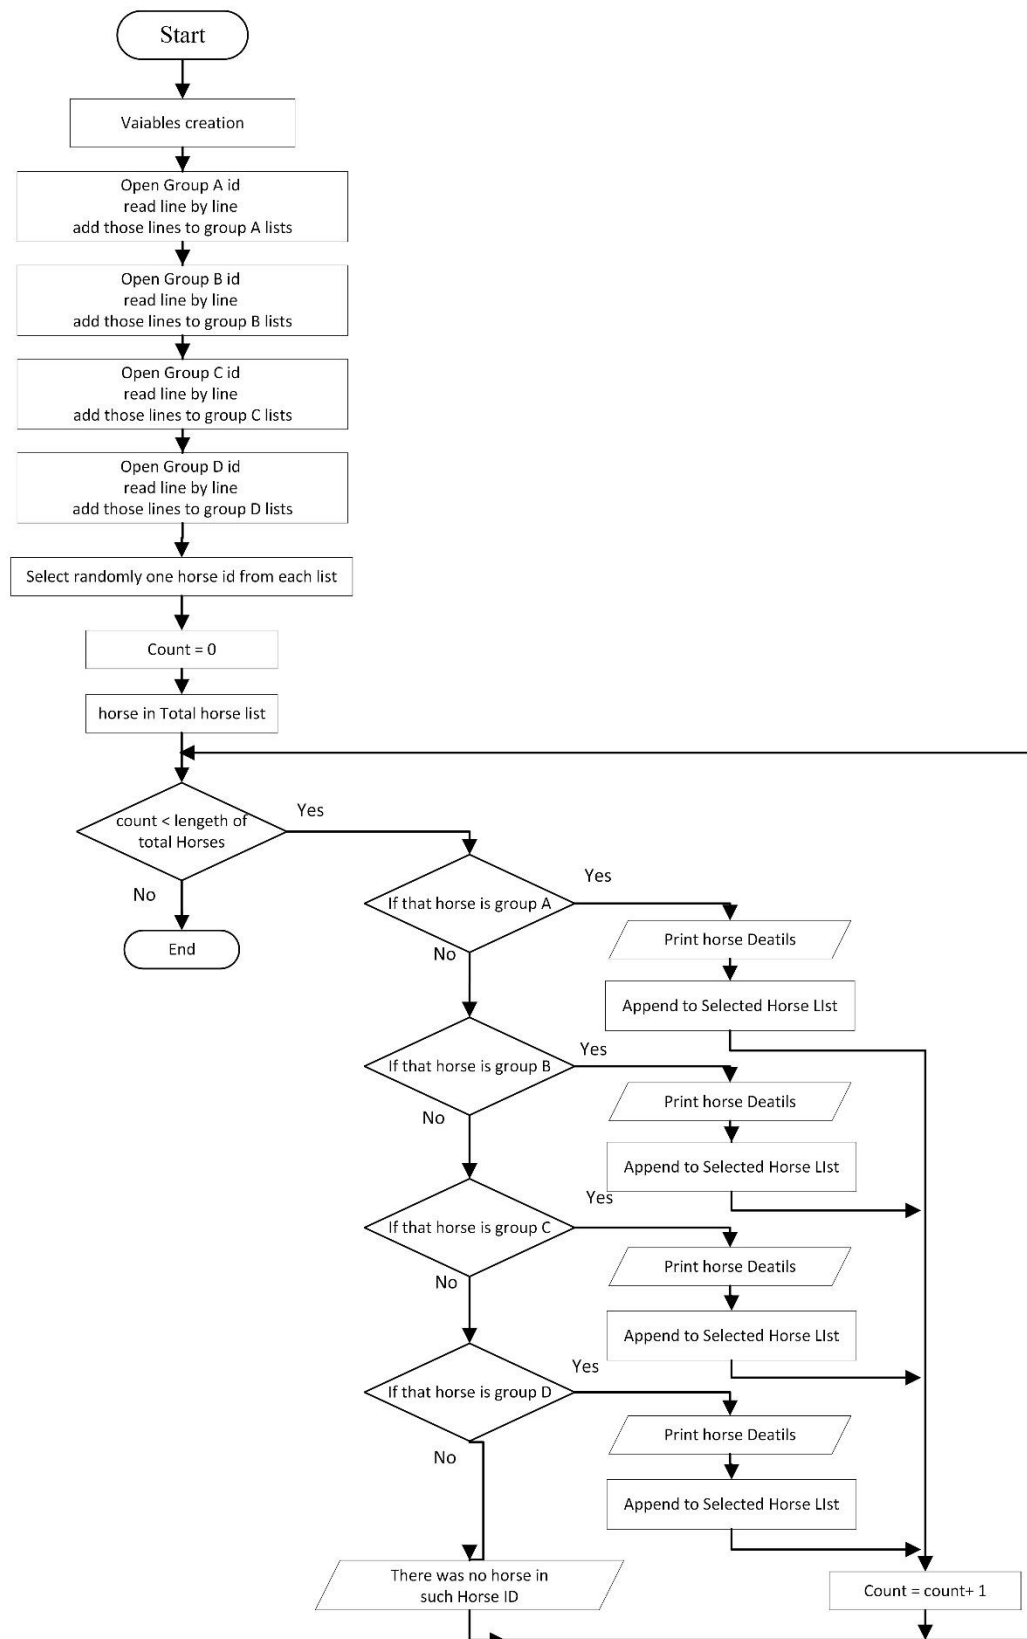 Start
Vaiables creation
Open Group A id
read line by line
add those lines to group A lists
Open Group B id
read line by line
add those lines to group B lists
Open Group C id
read line by line
add those lines to group C lists
Open Group D id
read line by line
add those lines to group D lists
Select randomly one horse id from each list
Count = 0
horse in Total horse list
count < lengeth of
total Horses
Yes
No
End
If that horse is group A
Yes
No
Print horse Deatils
Append to Selected Horse LIst
If that horse is group B
Yes
No
Print horse Deatils
Append to Selected Horse LIst
If that horse is group C
Yes
No
Print horse Deatils
Append to Selected Horse LIst
If that horse is group D
Yes
No
Print horse Deatils
Append to Selected Horse LIst
There was no horse in
such Horse ID
Count = count+ 1